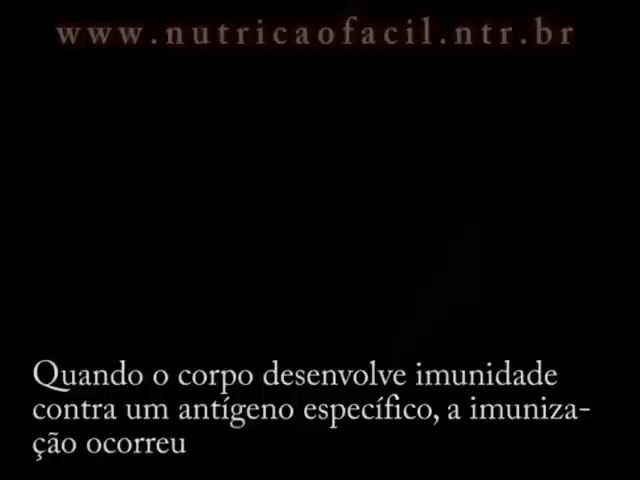 www.nutricaofacil.ntr.br
Quando o corpo desenvolve imunidade
contra um antígeno específico, a imuniza-
ção ocorreu